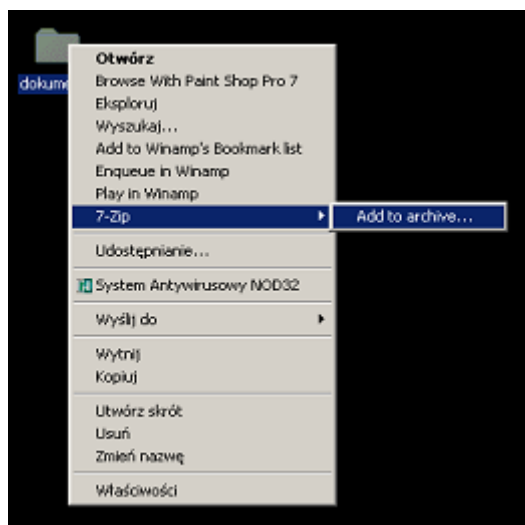 Otwórz
dokume
Browse With Paint Shop Pro 7
Eksploruj
Wyszukaj...
Add to Winamp's Bookmark list
Enqueue in Winamp
Play in Winamp
7-Zip
Add to archive...
Udostępnianie...
System Antywirusowy NOD32
Wyślij do
Wytnij
Kopiuj
Utwórz skrót
Usuń
Zmień nazwę
Właściwości